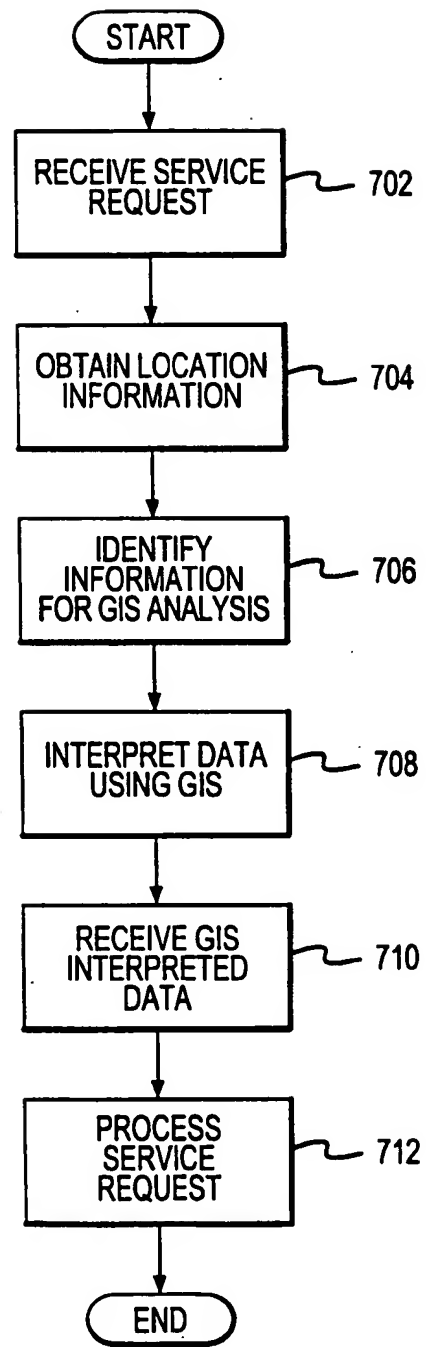 START
RECEIVE SERVICE
REQUEST
702
OBTAIN LOCATION
INFORMATION
704
IDENTIFY
INFORMATION
FOR GIS ANALYSIS
706
INTERPRET DATA
USING GIS
708
RECEIVE GIS
INTERPRETED
DATA
710
PROCESS
SERVICE
REQUEST
712
END